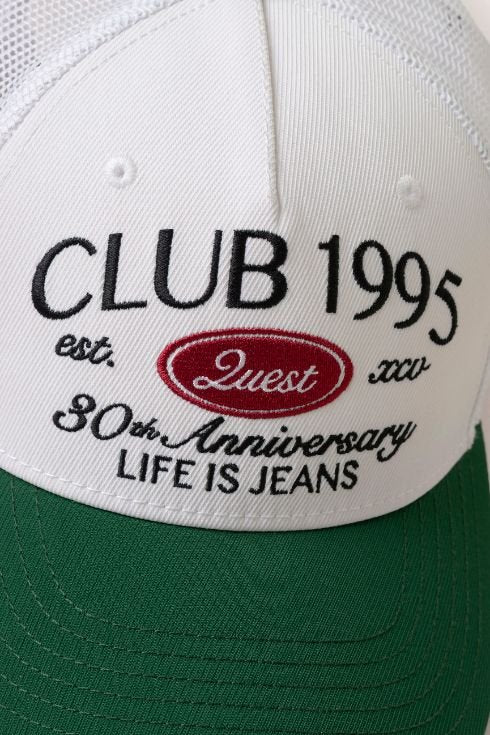 CLUB 1995
est. Quest xcv
30th Anniversary
LIFE IS JEANS